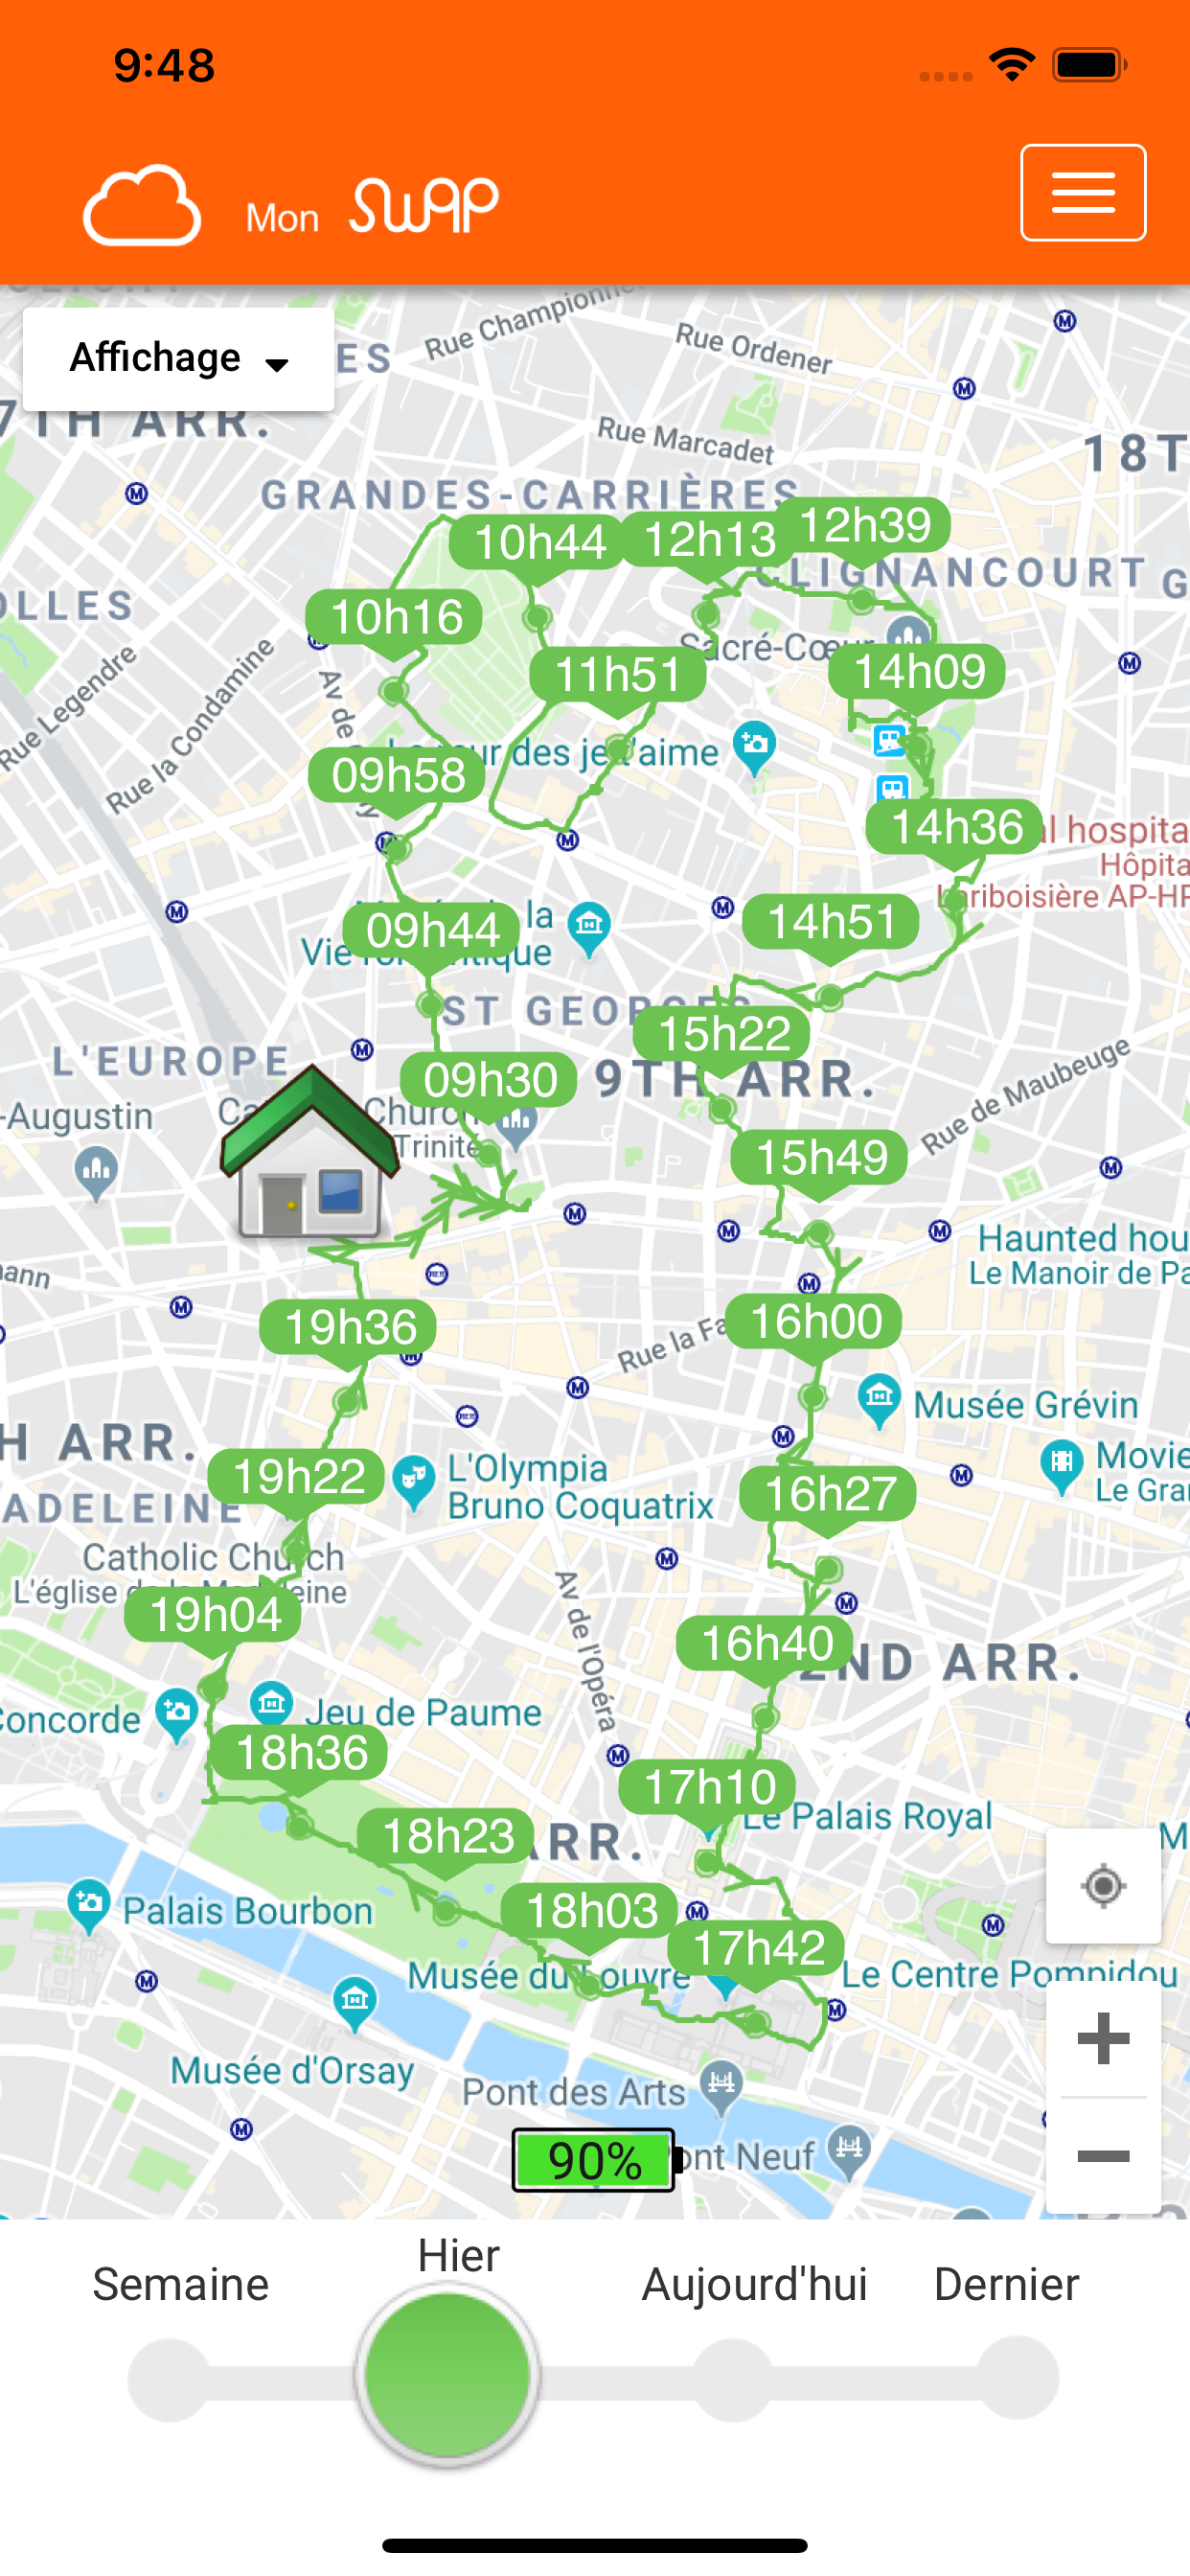 9:48
Mon SWAP
Affichage
ES
Rue Championne
Rue Ordener
7TH ARR.
Rue Marcadet
18T
GRANDES-CARRIÈRES
10h44
12h13
12h39
CLIGNANCOURT
G
OLLES
10h16
Sacré-Cœur
Rue Legendre
Rue la Condamine
Av de
11h51
14h09
Le mur des je t'aime
09h58
14h36
al hospita
Hôpita
Lariboisière AP-HP
09h44
la
Vie romantique
14h51
ST GEORGES
15h22
L'EUROPE
09h30
9TH ARR.
Rue de Maubeuge
-Augustin
Church
Trinité
15h49
Haunted hou
Le Manoir de Pa
ann
19h36
16h00
Rue la Fa
Musée Grévin
H ARR.
19h22
L'Olympia
Bruno Coquatrix
Movie
Le Gra
ADELEINE
16h27
Catholic Church
L'église de la Madeleine
Av de l'Opéra
19h04
16h40
2ND ARR.
Concorde
Jeu de Paume
18h36
17h10
Le Palais Royal
18h23
ARR.
M
Palais Bourbon
18h03
17h42
Musée du Louvre
Le Centre Pompidou
Musée d'Orsay
Pont des Arts
90%
Pont Neuf
Semaine
Hier
Aujourd'hui
Dernier